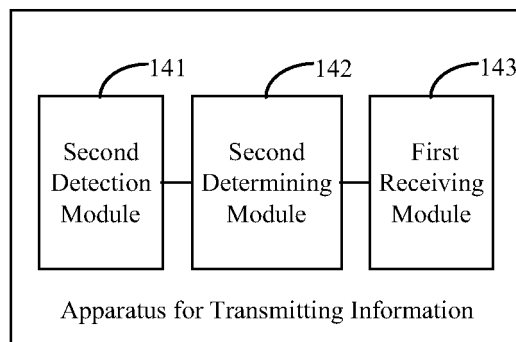 141
142
143
Second
Detection
Module
Second
Determining
Module
First
Receiving
Module
Apparatus for Transmitting Information